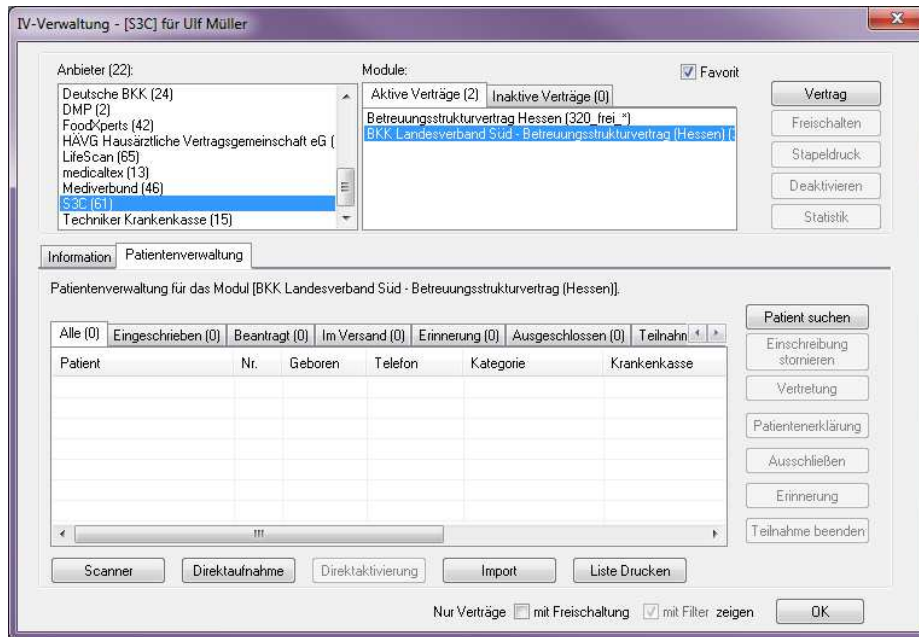 IV-Verwaltung - [S3C] für Ulf Müller
Anbieter (22):
Deutsche BKK (24)
DMP (2)
FoodXperts (42)
HÄVG Hausärztliche Vertragsgemeinschaft eG (
LifeScan (65)
medicaltex (13)
Mediverbund (46)
S3C (61)
Techniker Krankenkasse (15)
Module:
Favorit
Aktive Verträge (2) Inaktive Verträge (0)
Betreuungsstrukturvertrag Hessen (320_frei_*)
BKK Landesverband Süd - Betreuungsstrukturvertrag (Hessen) (
Vertrag
Freischalten
Stapeldruck
Deaktivieren
Statistik
Information Patientenverwaltung
Patientenverwaltung für das Modul [BKK Landesverband Süd - Betreuungsstrukturvertrag (Hessen)].
Alle (0) Eingeschrieben (0) Beantragt (0) Im Versand (0) Erinnerung (0) Ausgeschlossen (0) Teilnahn
Patient Nr. Geboren Telefon Kategorie Krankenkasse
Patient suchen
Einschreibung
stornieren
Vertretung
Patientenerklärung
Ausschließen
Erinnerung
Teilnahme beenden
Scanner Direktaufnahme Direktaktivierung Import Liste Drucken
Nur Verträge mit Freischaltung mit Filter zeigen OK